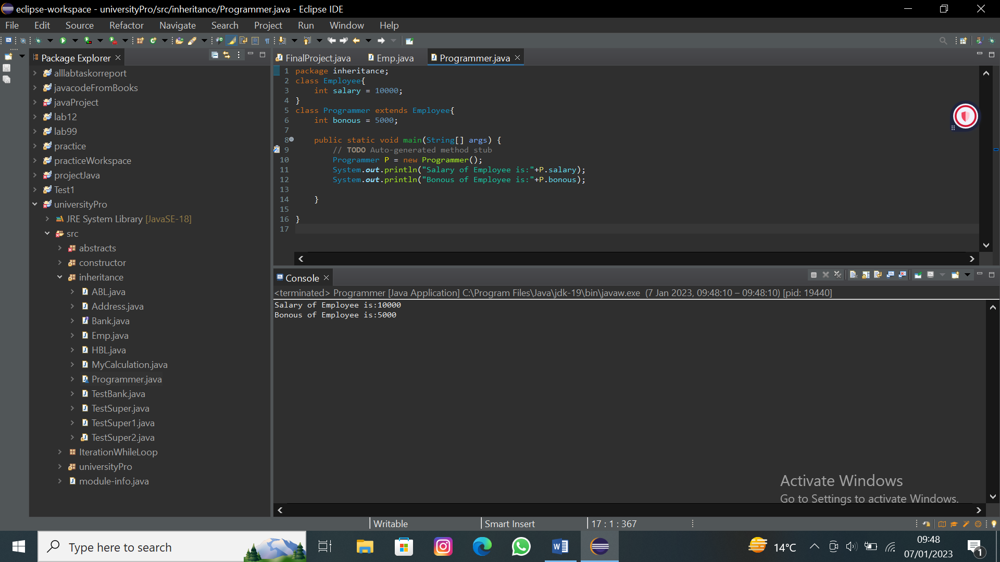 eclipse-workspace - universityPro/src/inheritance/Programmer.java - Eclipse IDE
File Edit Source Refactor Navigate Search Project Run Window Help
Package Explorer
alllabtaskorreport
javacodeFromBooks
javaProject
lab12
lab99
practice
practiceWorkspace
projectJava
Test1
universityPro
JRE System Library [JavaSE-18]
src
abstracts
constructor
inheritance
ABL.java
Address.java
Bank.java
Emp.java
HBL.java
MyCalculation.java
Programmer.java
TestBank.java
TestSuper.java
TestSuper1.java
TestSuper2.java
IterationWhileLoop
universityPro
module-info.java
FinalProject.java Emp.java Programmer.java
1 package inheritance;
2 class Employee{
3 int salary = 10000;
4 }
5 class Programmer extends Employee{
6 int bonous = 5000;
7
8 public static void main(String[] args) {
9 // TODO Auto-generated method stub
10 Programmer P = new Programmer();
11 System.out.println("Salary of Employee is:"+P.salary);
12 System.out.println("Bonous of Employee is:"+P.bonous);
13
14 }
15
16 }
17
Console
<terminated> Programmer [Java Application] C:\Program Files\Java\jdk-19\bin\javaw.exe (7 Jan 2023, 09:48:10 – 09:48:10) [pid: 19440]
Salary of Employee is:10000
Bonous of Employee is:5000
Activate Windows
Go to Settings to activate Windows.
Writable Smart Insert 17 : 1 : 367
Type here to search
14°C
09:48
07/01/2023
1